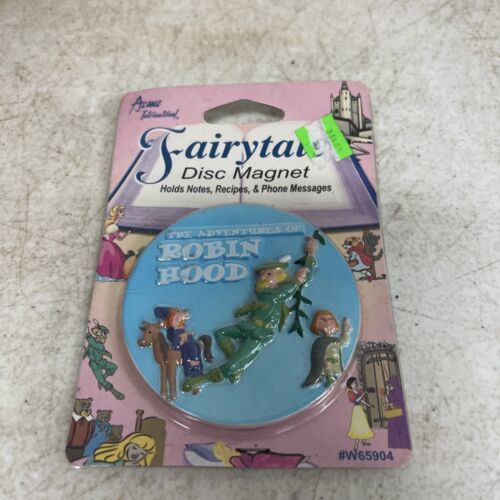 Acme
International
Fairytale
Disc Magnet
Holds Notes, Recipes, & Phone Messages
THE ADVENTURES OF
ROBIN
HOOD
#W65904